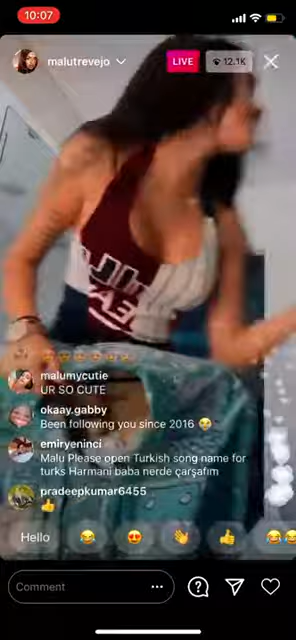 10:07
malutrevejo
LIVE
12.1K
malumycutie
UR SO CUTE
okaay.gabby
Been following you since 2016 😂
emiryeninci
Malu Please open Turkish song name for
turks Harmani baba nerde çarşafım
pradeepkumar6455
👍
Hello 😂 😍 👋 👍 😂😂
Comment